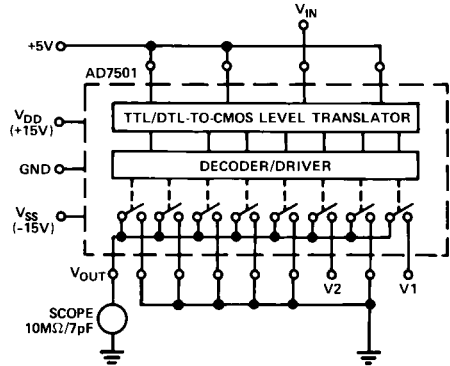 V_IN
+5V
AD7501
TTL/DTL-TO-CMOS LEVEL TRANSLATOR
V_DD
(+15V)
GND
DECODER/DRIVER
V_SS
(-15V)
V_OUT
V2
V1
SCOPE
10MΩ/7pF